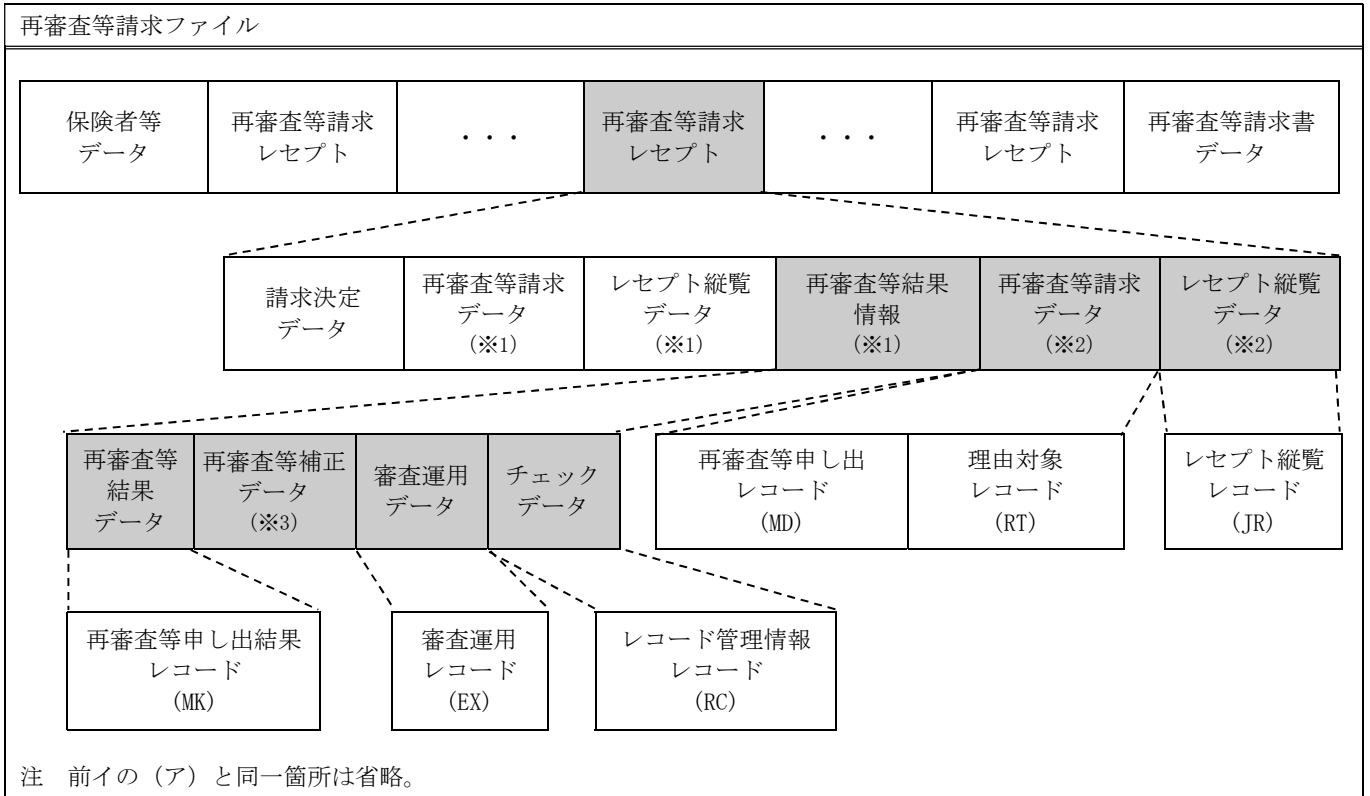 再審査等請求ファイル
保険者等
データ
再審査等請求
レセプト
・・・
再審査等請求
レセプト
・・・
再審査等請求
レセプト
再審査等請求書
データ
請求決定
データ
再審査等請求
データ
(※1)
レセプト縦覧
データ
(※1)
再審査等結果
情報
(※1)
再審査等請求
データ
(※2)
レセプト縦覧
データ
(※2)
再審査等
結果
データ
再審査等補正
データ
(※3)
審査運用
データ
チェック
データ
再審査等申し出
レコード
(MD)
理由対象
レコード
(RT)
レセプト縦覧
レコード
(JR)
再審査等申し出結果
レコード
(MK)
審査運用
レコード
(EX)
レコード管理情報
レコード
(RC)
注　前イの（ア）と同一箇所は省略。